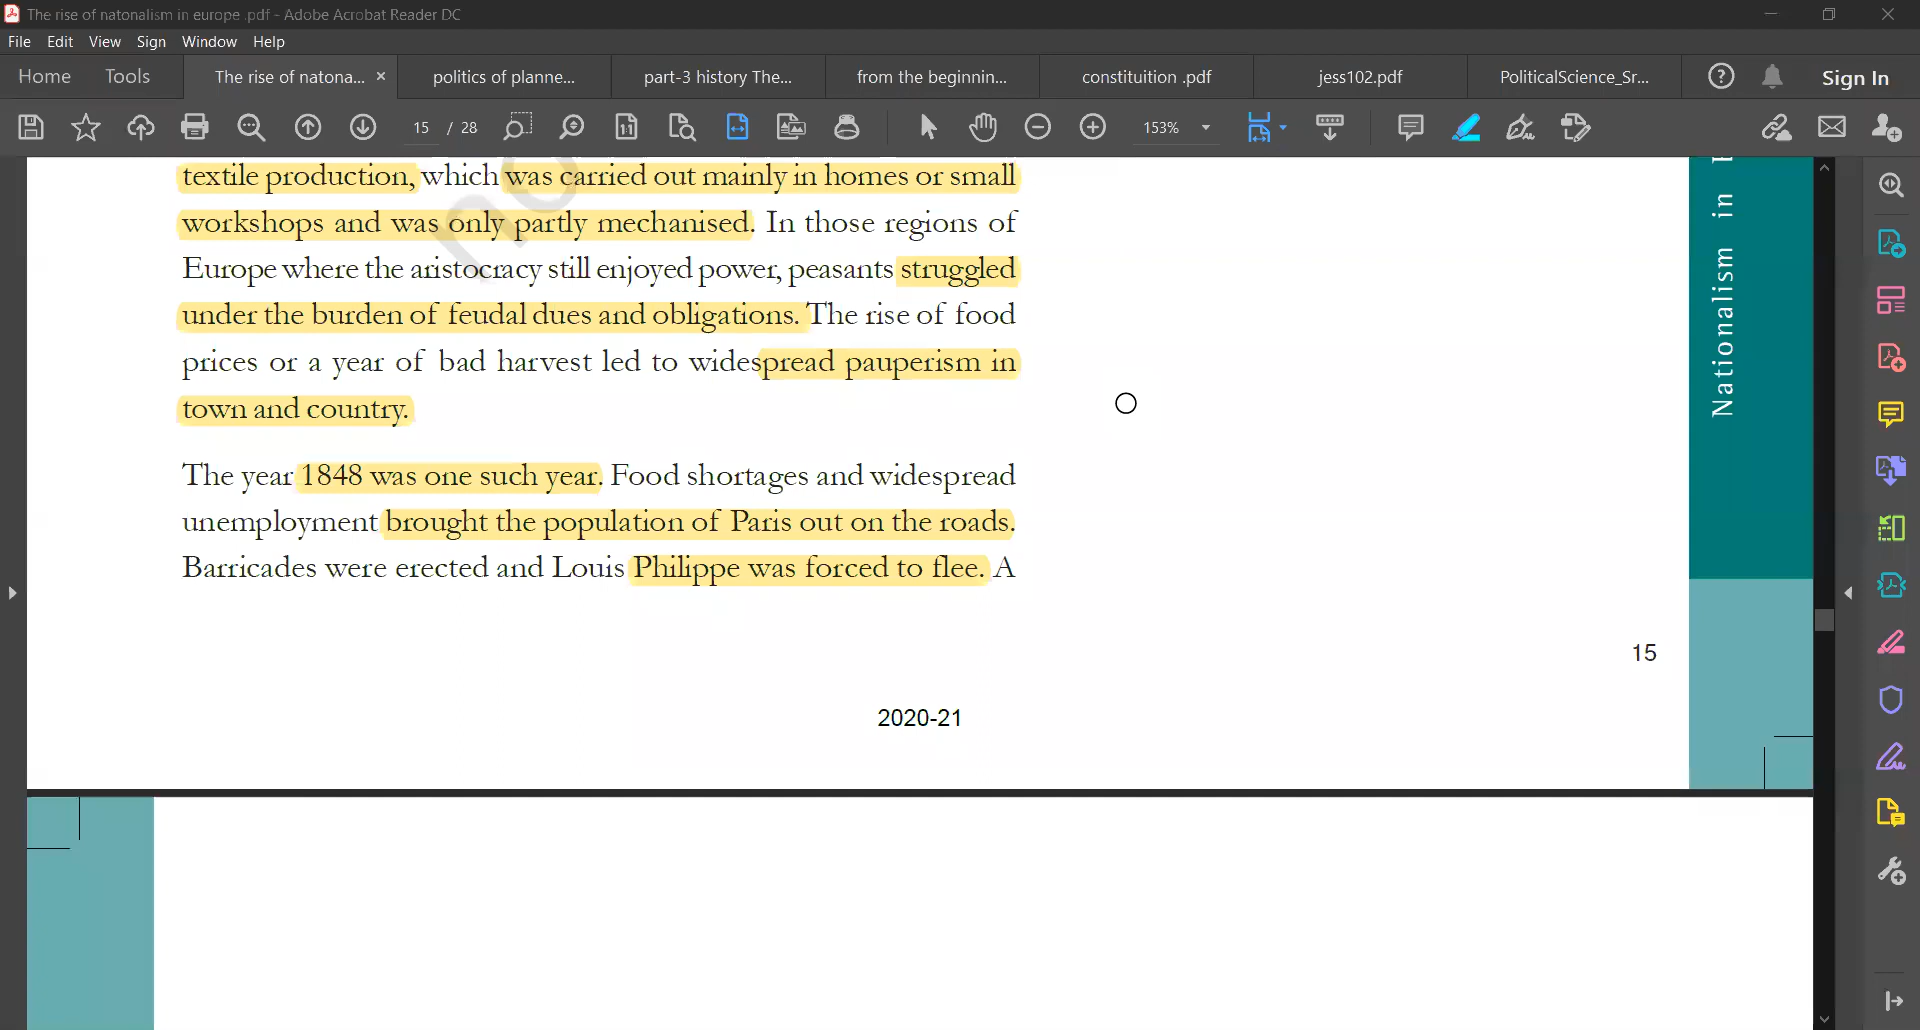 The rise of natonalism in europe .pdf - Adobe Acrobat Reader DC
File Edit View Sign Window Help
Home Tools The rise of natona... × politics of planne... part-3 history The... from the beginnin... constituition .pdf jess102.pdf PoliticalScience_Sr... Sign In
15 / 28 153%
textile production, which was carried out mainly in homes or small
workshops and was only partly mechanised. In those regions of
Europe where the aristocracy still enjoyed power, peasants struggled
under the burden of feudal dues and obligations. The rise of food
prices or a year of bad harvest led to widespread pauperism in
town and country.
The year 1848 was one such year. Food shortages and widespread
unemployment brought the population of Paris out on the roads.
Barricades were erected and Louis Philippe was forced to flee. A
Nationalism in
15
2020-21